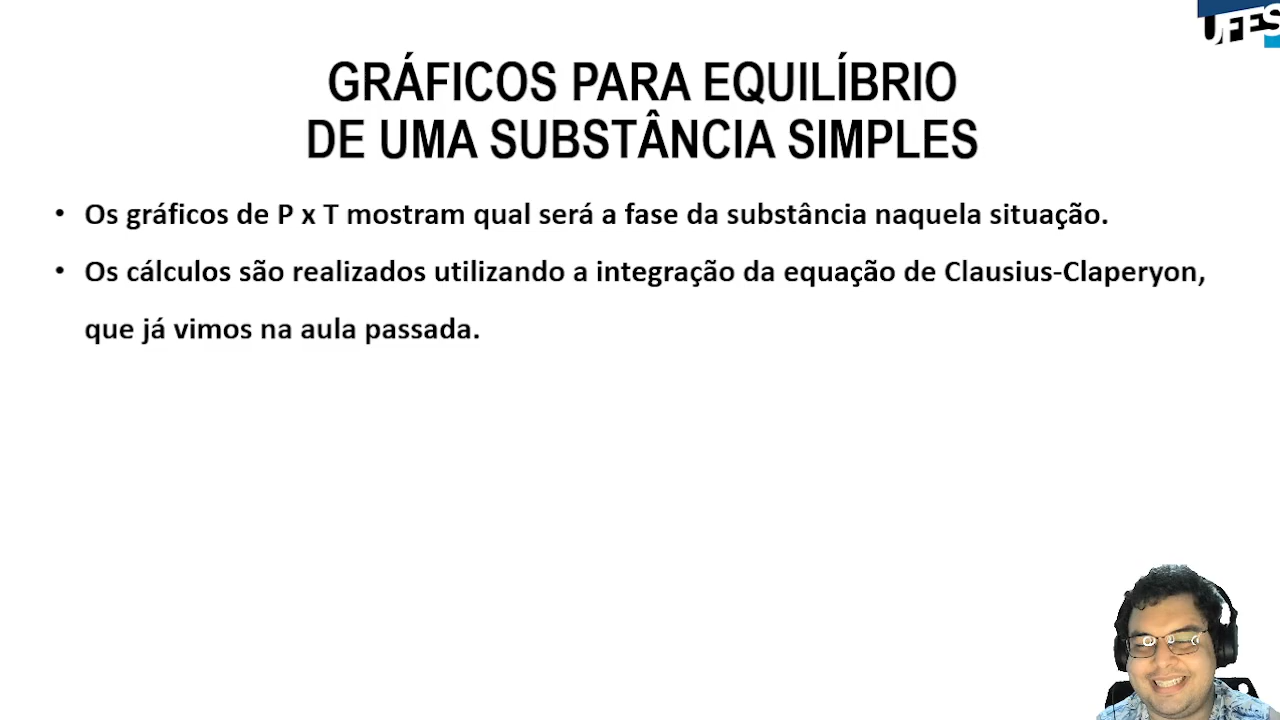 UFES
GRÁFICOS PARA EQUILÍBRIO
DE UMA SUBSTÂNCIA SIMPLES
• Os gráficos de P x T mostram qual será a fase da substância naquela situação.
• Os cálculos são realizados utilizando a integração da equação de Clausius-Claperyon,
que já vimos na aula passada.